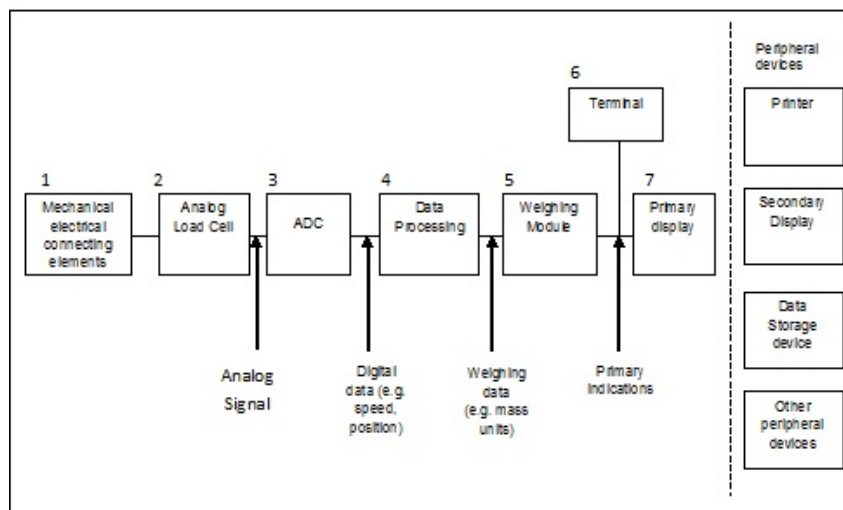 Peripheral
devices
6
Terminal
Printer
1
Mechanical
electrical
connecting
elements
2
Analog
Load Cell
3
ADC
4
Data
Processing
5
Weighing
Module
7
Primary
display
Secondary
Display
Data
Storage
device
Other
peripheral
devices
Analog
Signal
Digital
data (e.g.
speed,
position)
Weighing
data
(e.g. mass
units)
Primary
Indications